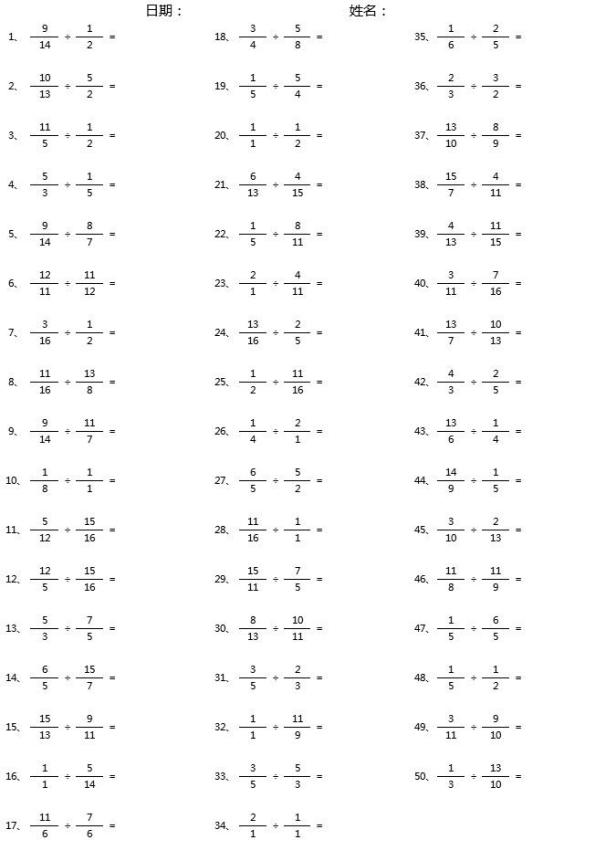 日期： 姓名：
1、 9/14 ÷ 1/2 = 18、 3/4 ÷ 5/8 = 35、 1/6 ÷ 2/5 =
2、 10/13 ÷ 5/2 = 19、 1/5 ÷ 5/4 = 36、 2/3 ÷ 3/2 =
3、 11/5 ÷ 1/2 = 20、 1/1 ÷ 1/2 = 37、 13/10 ÷ 8/9 =
4、 5/3 ÷ 1/5 = 21、 6/13 ÷ 4/15 = 38、 15/7 ÷ 4/11 =
5、 9/14 ÷ 8/7 = 22、 1/5 ÷ 8/11 = 39、 4/13 ÷ 11/15 =
6、 12/11 ÷ 11/12 = 23、 2/1 ÷ 4/11 = 40、 3/11 ÷ 7/16 =
7、 3/16 ÷ 1/2 = 24、 13/16 ÷ 2/5 = 41、 13/7 ÷ 10/13 =
8、 11/16 ÷ 13/8 = 25、 1/2 ÷ 11/16 = 42、 4/3 ÷ 2/5 =
9、 9/14 ÷ 11/7 = 26、 1/4 ÷ 2/1 = 43、 13/6 ÷ 1/4 =
10、 1/8 ÷ 1/1 = 27、 6/5 ÷ 5/2 = 44、 14/9 ÷ 1/5 =
11、 5/12 ÷ 15/16 = 28、 11/16 ÷ 1/1 = 45、 3/10 ÷ 2/13 =
12、 12/5 ÷ 15/16 = 29、 15/11 ÷ 7/5 = 46、 11/8 ÷ 11/9 =
13、 5/3 ÷ 7/5 = 30、 8/13 ÷ 10/11 = 47、 1/5 ÷ 6/5 =
14、 6/5 ÷ 15/7 = 31、 3/5 ÷ 2/3 = 48、 1/5 ÷ 1/2 =
15、 15/13 ÷ 9/11 = 32、 1/1 ÷ 11/9 = 49、 3/11 ÷ 9/10 =
16、 1/1 ÷ 5/14 = 33、 3/5 ÷ 5/3 = 50、 1/3 ÷ 13/10 =
17、 11/6 ÷ 7/6 = 34、 2/1 ÷ 1/1 =